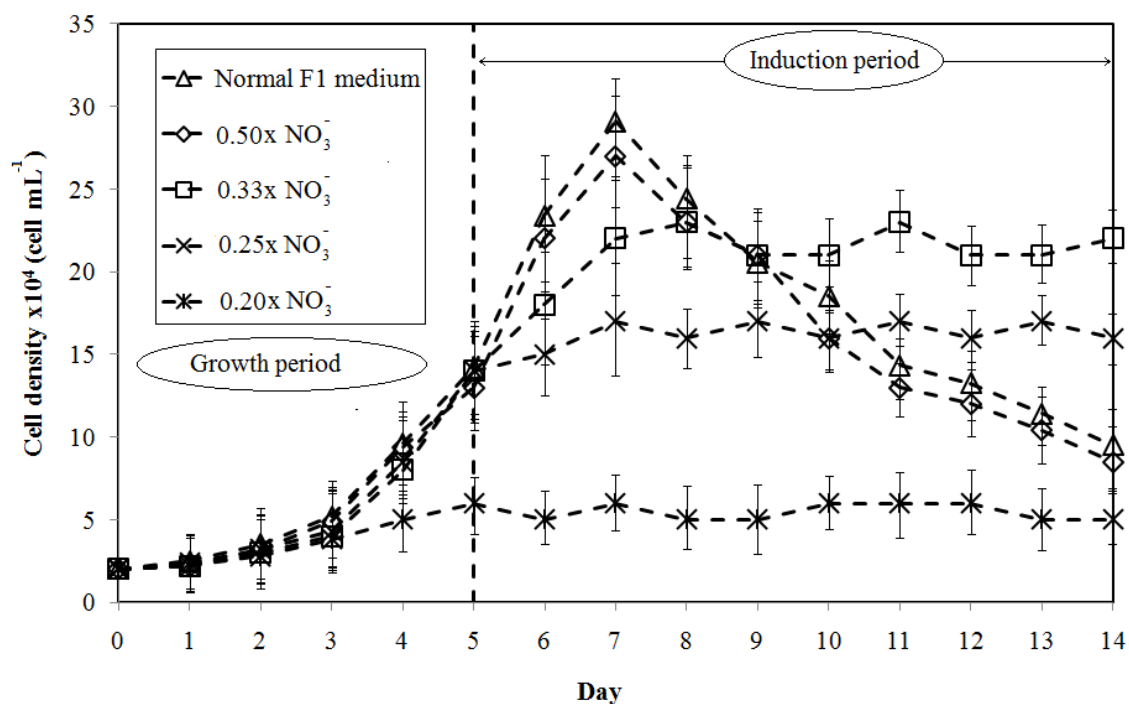 35
30
25
20
15
10
5
0
Cell density x10⁴ (cell mL⁻¹)
Normal F1 medium
0.50x NO₃⁻
0.33x NO₃⁻
0.25x NO₃⁻
0.20x NO₃⁻
Growth period
Induction period
0 1 2 3 4 5 6 7 8 9 10 11 12 13 14
Day